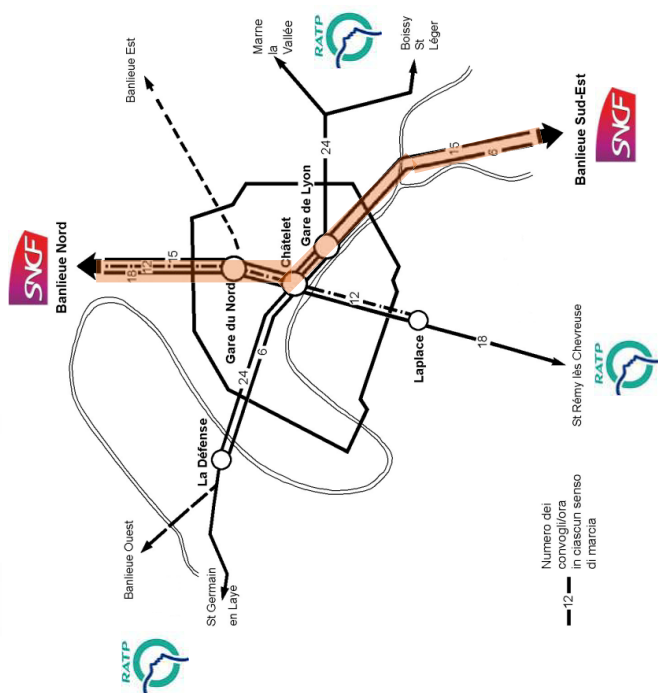 SNCF
Banlieue Nord
18
12
15
Banlieue Est
Marne
la
Vallée
RATP
Boissy
St
Léger
Gare du Nord
Châtelet
Gare de Lyon
24
15
6
Banlieue Sud-Est
SNCF
La Défense
24
6
12
Laplace
18
St Rémy lès Chevreuse
RATP
Banlieue Ouest
St Germain
en Laye
RATP
12
Numero dei
convogli/ora
in ciascun senso
di marcia